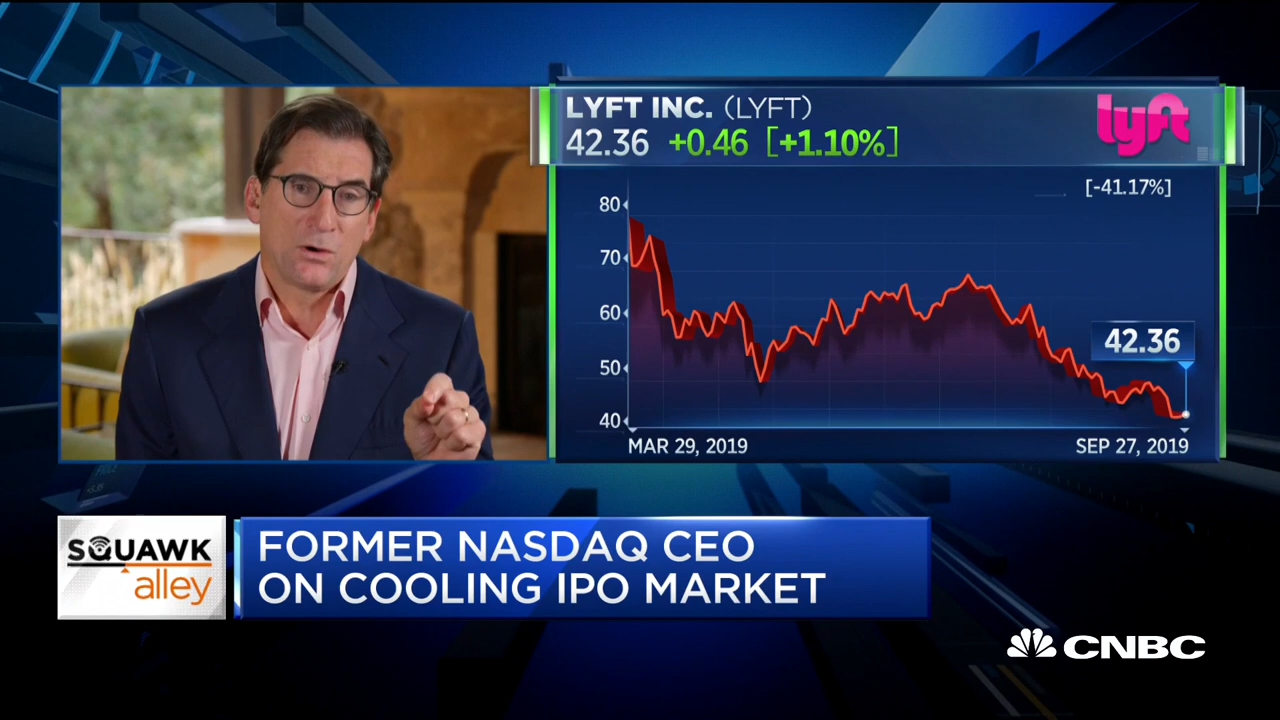 LYFT INC. (LYFT)
42.36 +0.46 [+1.10%]
lyft
[-41.17%]
80
70
60
50
40
42.36
MAR 29, 2019
SEP 27, 2019
SQUAWK
alley
FORMER NASDAQ CEO
ON COOLING IPO MARKET
CNBC